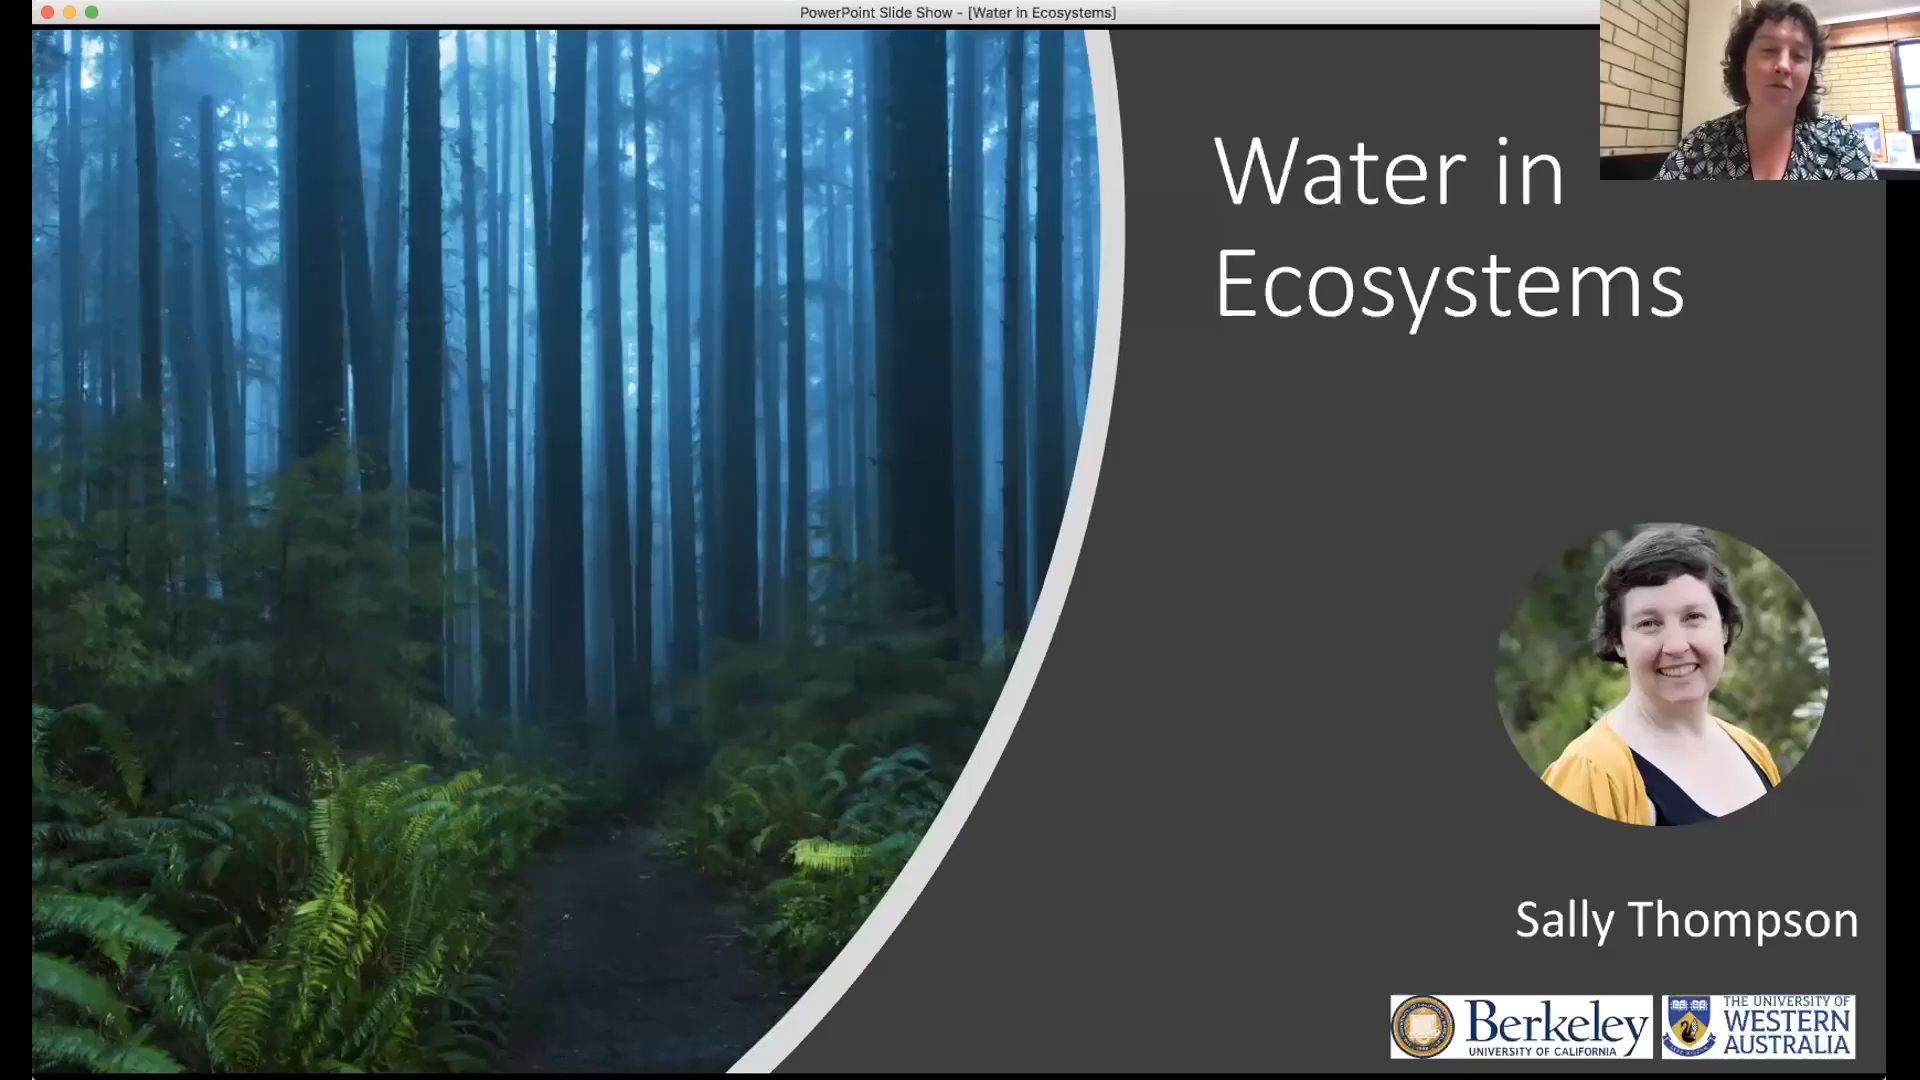 PowerPoint Slide Show - [Water in Ecosystems]
Water in
Ecosystems
Sally Thompson
Berkeley
UNIVERSITY OF CALIFORNIA
THE UNIVERSITY OF
WESTERN
AUSTRALIA